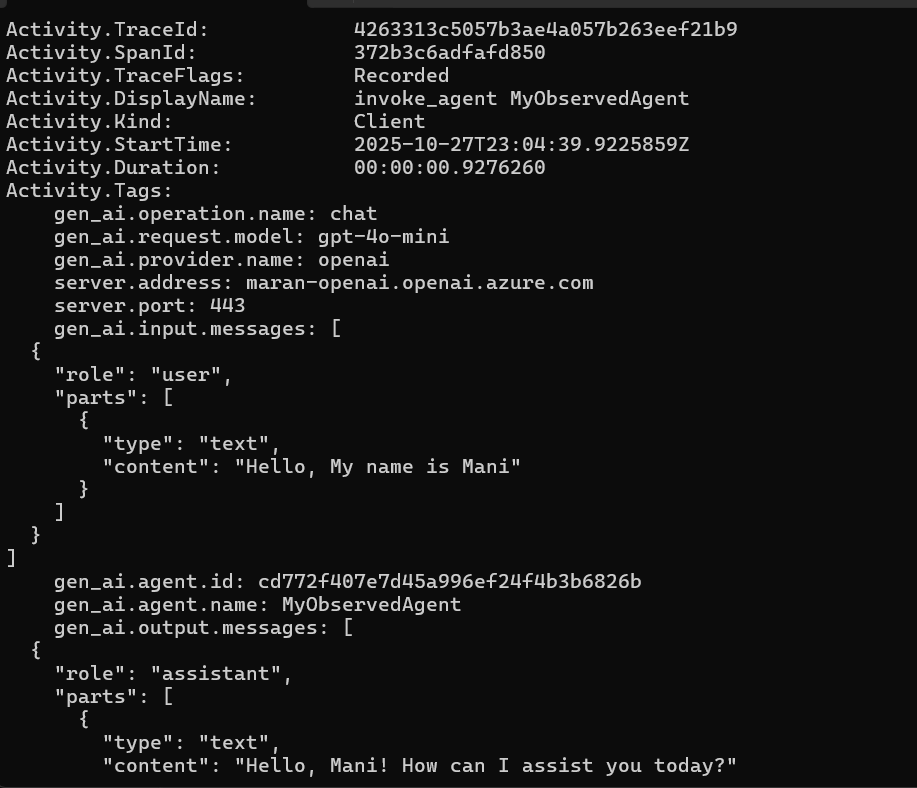 Activity.TraceId:            4263313c5057b3ae4a057b263eef21b9
Activity.SpanId:             372b3c6adfafd850
Activity.TraceFlags:         Recorded
Activity.DisplayName:        invoke_agent MyObservedAgent
Activity.Kind:               Client
Activity.StartTime:          2025-10-27T23:04:39.9225859Z
Activity.Duration:           00:00:00.9276260
Activity.Tags:
    gen_ai.operation.name: chat
    gen_ai.request.model: gpt-4o-mini
    gen_ai.provider.name: openai
    server.address: maran-openai.openai.azure.com
    server.port: 443
    gen_ai.input.messages: [
  {
    "role": "user",
    "parts": [
      {
        "type": "text",
        "content": "Hello, My name is Mani"
      }
    ]
  }
]
    gen_ai.agent.id: cd772f407e7d45a996ef24f4b3b6826b
    gen_ai.agent.name: MyObservedAgent
    gen_ai.output.messages: [
  {
    "role": "assistant",
    "parts": [
      {
        "type": "text",
        "content": "Hello, Mani! How can I assist you today?"